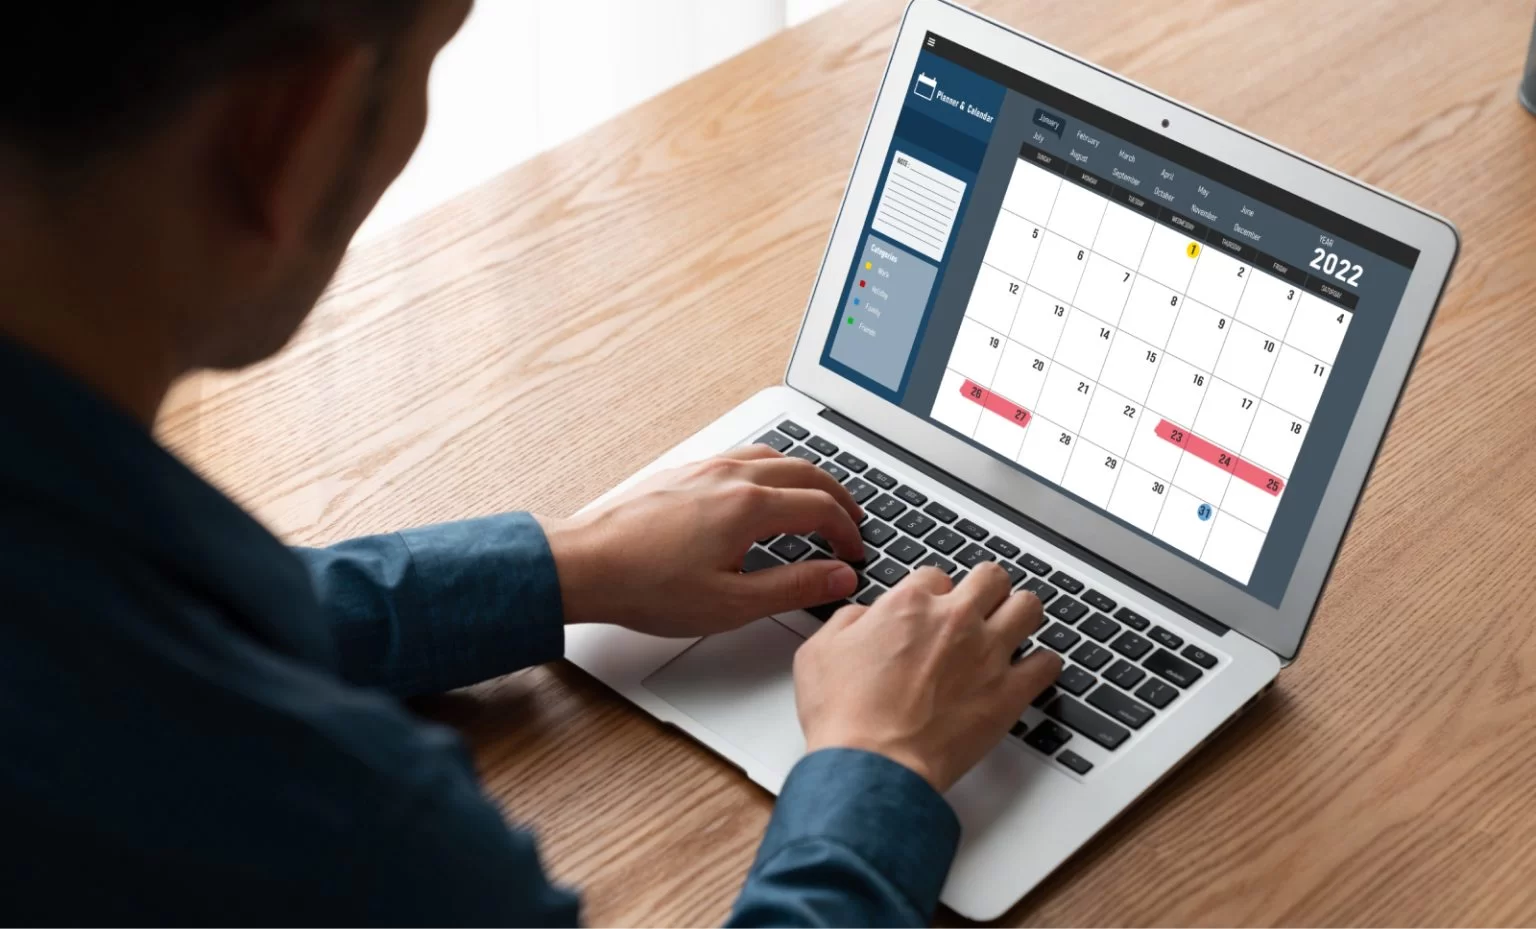 Planner & Calendar
NOTE :
Categories
Work
Holiday
Family
Friends
January February March April May June
July August September October November December
YEAR
2022
SUNDAY MONDAY TUESDAY WEDNESDAY THURSDAY FRIDAY SATURDAY
1 2 3 4
5 6 7 8 9 10 11
12 13 14 15 16 17 18
19 20 21 22 23 24 25
26 27 28 29 30 31